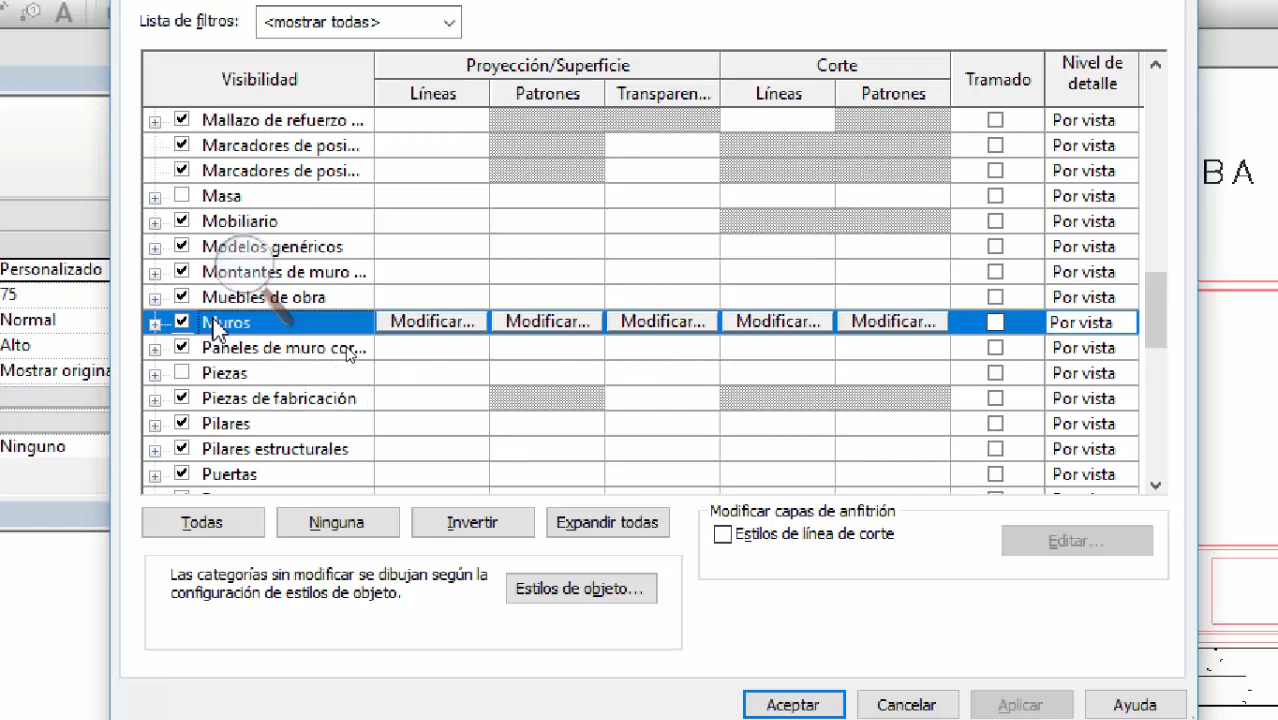 A
Lista de filtros: <mostrar todas>
Visibilidad Proyección/Superficie Corte Tramado Nivel de detalle
Líneas Patrones Transparen... Líneas Patrones
Mallazo de refuerzo ... Por vista
Marcadores de posi... Por vista
Marcadores de posi... Por vista
Masa Por vista
BA
Mobiliario Por vista
Modelos genéricos Por vista
Personalizado Montantes de muro ... Por vista
75 Muebles de obra Por vista
Normal Muros Modificar... Modificar... Modificar... Modificar... Modificar... Por vista
Alto Paneles de muro cor... Por vista
Mostrar origina Piezas Por vista
Piezas de fabricación Por vista
Pilares Por vista
Ninguno Pilares estructurales Por vista
Puertas Por vista
Todas Ninguna Invertir Expandir todas
Modificar capas de anfitrión
Estilos de línea de corte Editar...
Las categorías sin modificar se dibujan según la
configuración de estilos de objeto.
Estilos de objeto...
Aceptar Cancelar Aplicar Ayuda